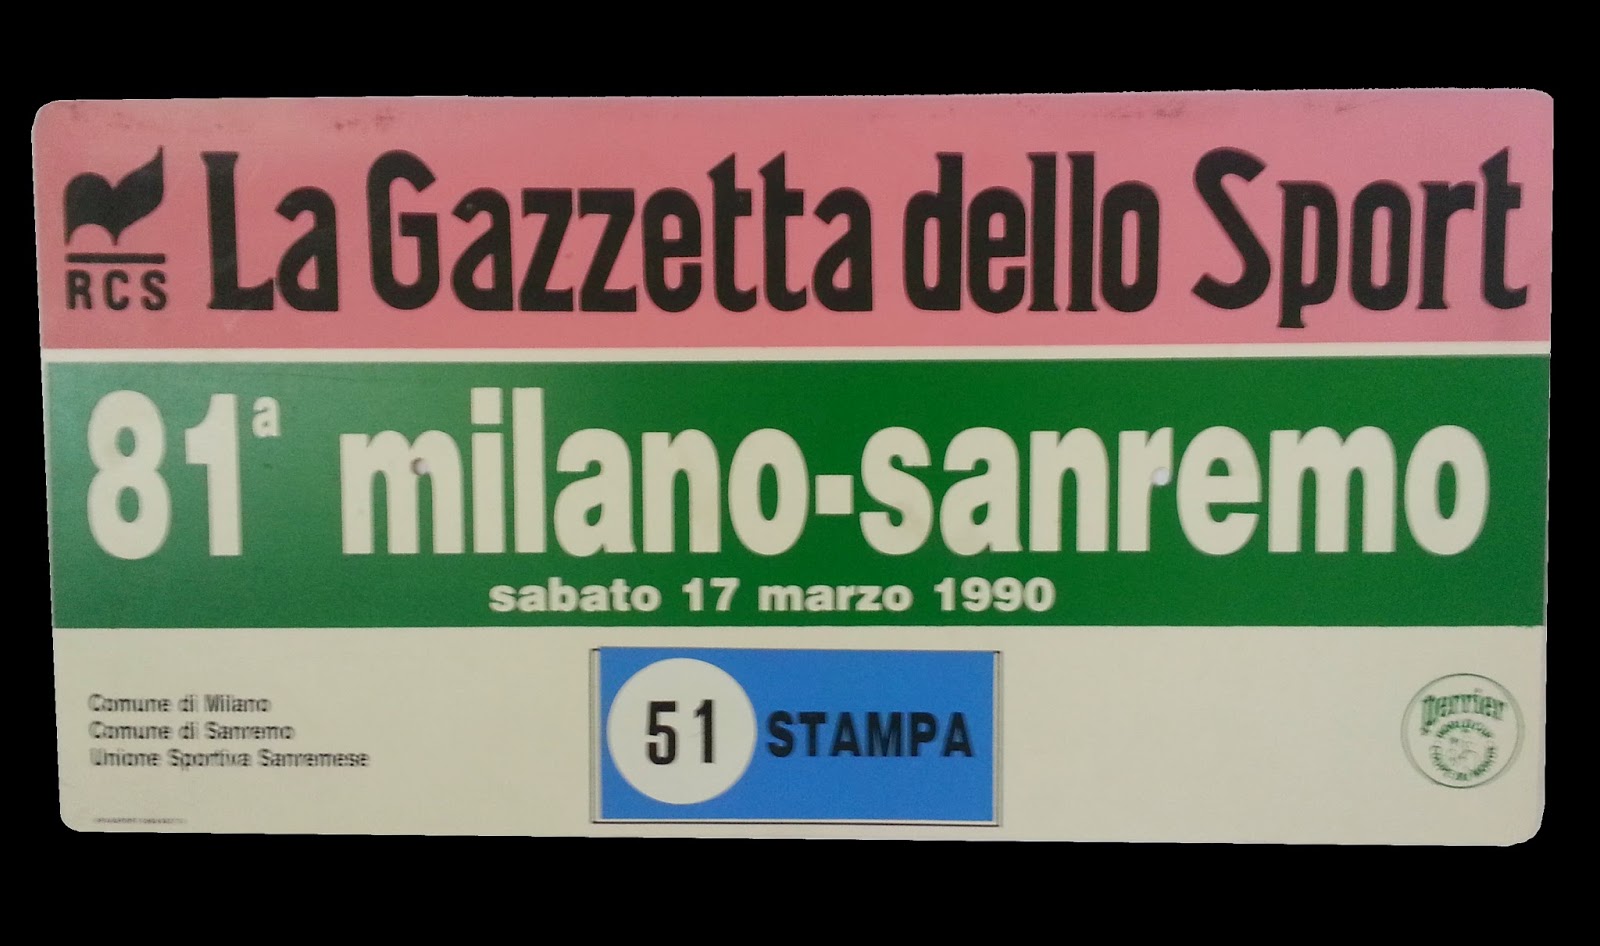 RCS La Gazzetta dello Sport
81ª milano-sanremo
sabato 17 marzo 1990
Comune di Milano
Comune di Sanremo
Unione Sportiva Sanremese
51 STAMPA
Perrier